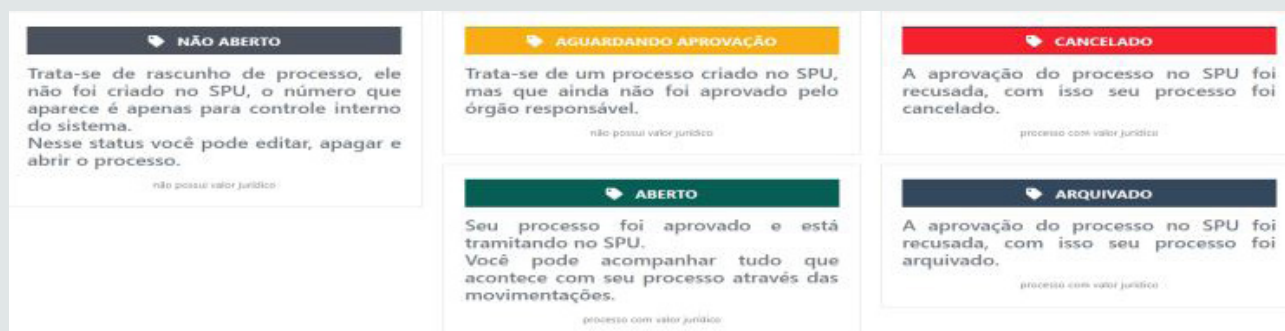 NÃO ABERTO
Trata-se de rascunho de processo, ele
não foi criado no SPU, o número que
aparece é apenas para controle interno
do sistema.
Nesse status você pode editar, apagar e
abrir o processo.
não possui valor jurídico
AGUARDANDO APROVAÇÃO
Trata-se de um processo criado no SPU,
mas que ainda não foi aprovado pelo
órgão responsável.
não possui valor jurídico
ABERTO
Seu processo foi aprovado e está
tramitando no SPU.
Você pode acompanhar tudo que
acontece com seu processo através das
movimentações.
processo com valor jurídico
CANCELADO
A aprovação do processo no SPU foi
recusada, com isso seu processo foi
cancelado.
processo com valor jurídico
ARQUIVADO
A aprovação do processo no SPU foi
recusada, com isso seu processo foi
arquivado.
processo com valor jurídico